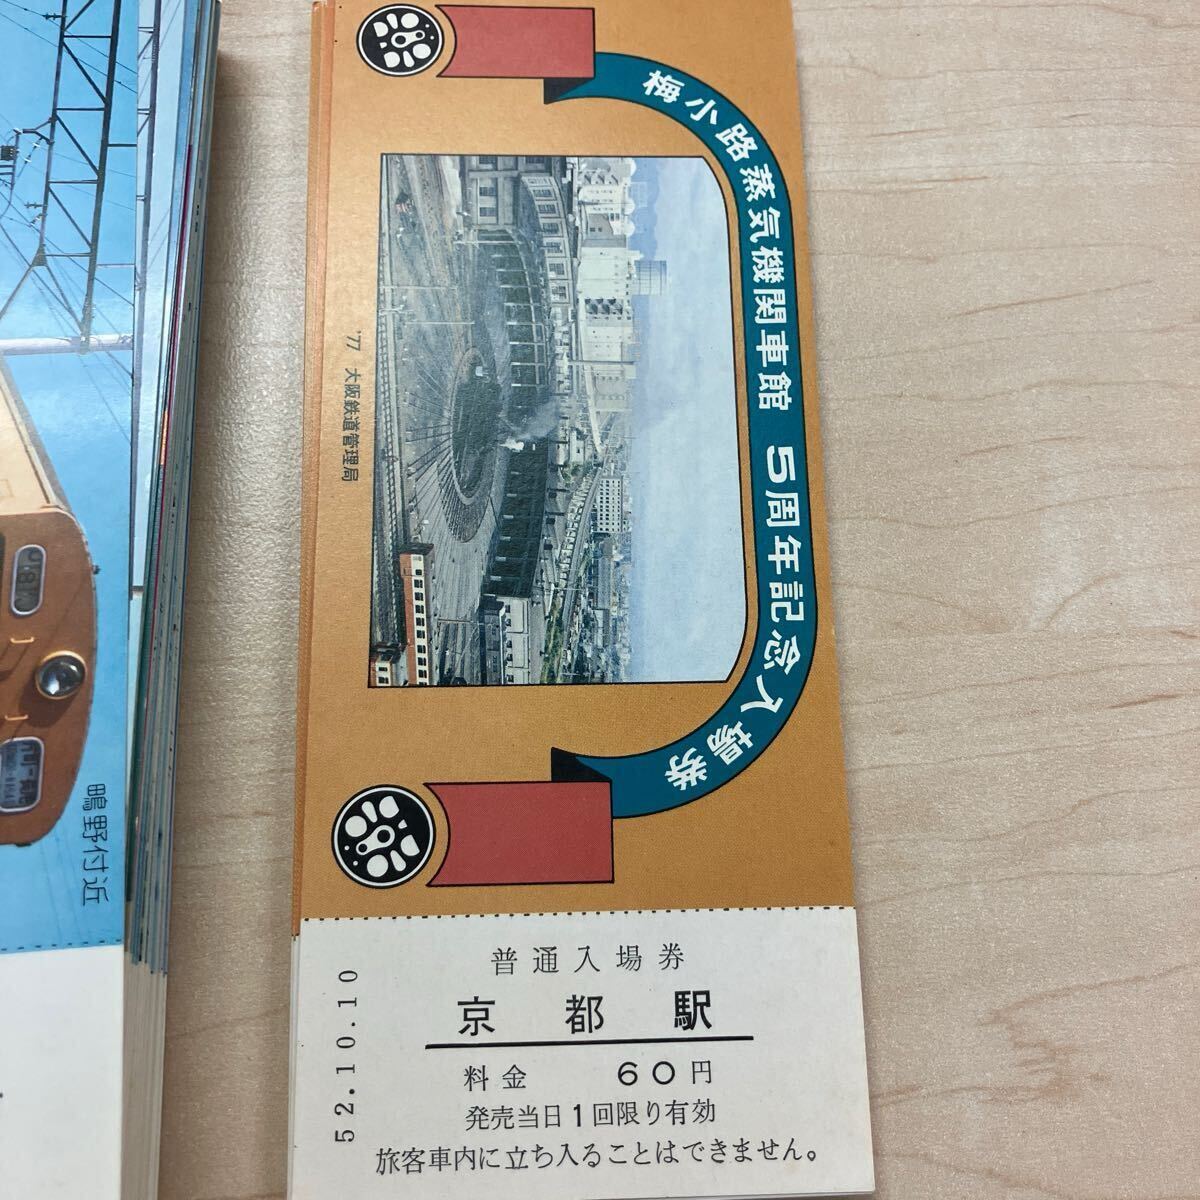 梅小路蒸気機関車館 5周年記念入場券
'77 大阪鉄道管理局
普通入場券
京都駅
料金 60円
発売当日1回限り有効
旅客車内に立ち入ることはできません。
52.10.10
鴫野付近